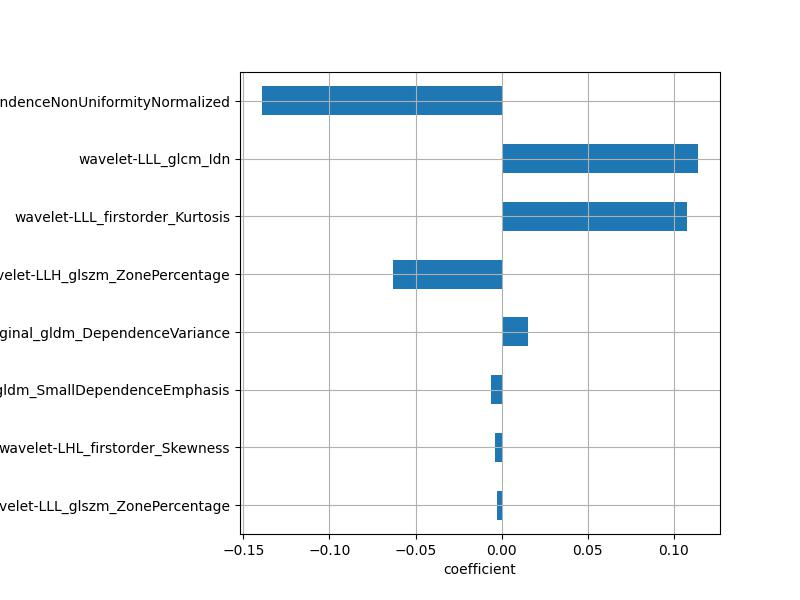 ndenceNonUniformityNormalized
wavelet-LLL_glcm_Idn
wavelet-LLL_firstorder_Kurtosis
velet-LLH_glszm_ZonePercentage
ginal_gldm_DependenceVariance
gldm_SmallDependenceEmphasis
wavelet-LHL_firstorder_Skewness
velet-LLL_glszm_ZonePercentage
−0.15 −0.10 −0.05 0.00 0.05 0.10
coefficient